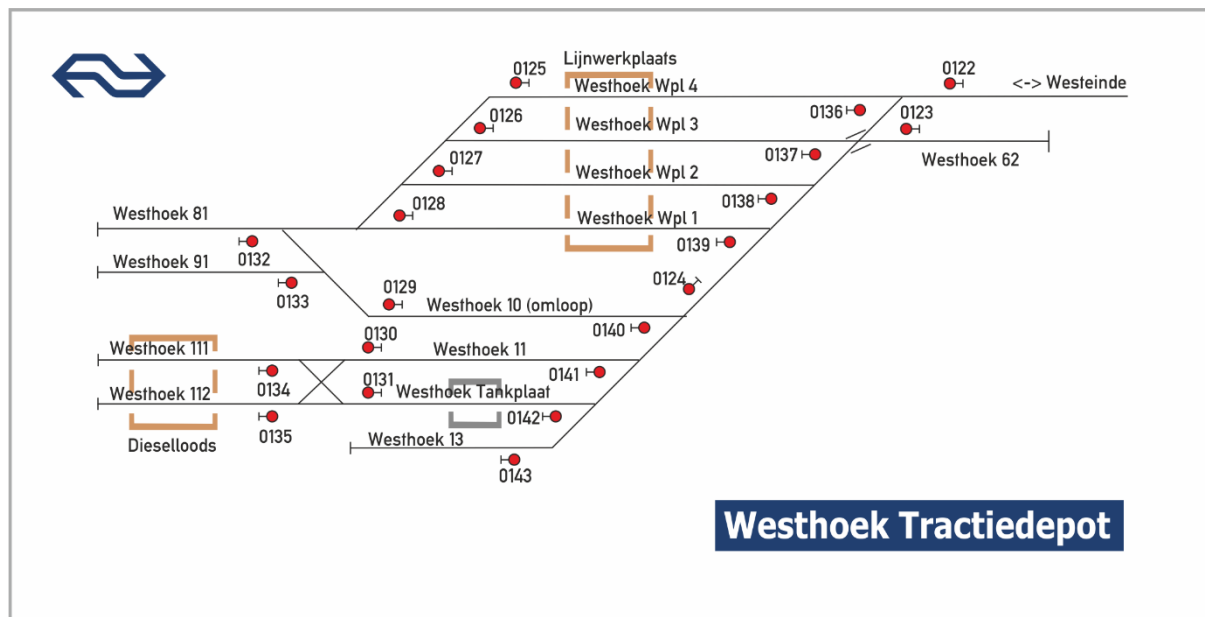 Lijnwerkplaats
0125
Westhoek Wpl 4
0122
<-> Westeinde
0126
Westhoek Wpl 3
0136
0123
0127
0137
Westhoek 62
Westhoek Wpl 2
0128
0138
Westhoek 81
Westhoek Wpl 1
0132
0139
Westhoek 91
0133
0124
0129
Westhoek 10 (omloop)
0130
0140
Westhoek 111
Westhoek 11
0134
0131
0141
Westhoek 112
Westhoek Tankplaat
0135
0142
Dieselloods
Westhoek 13
0143
Westhoek Tractiedepot